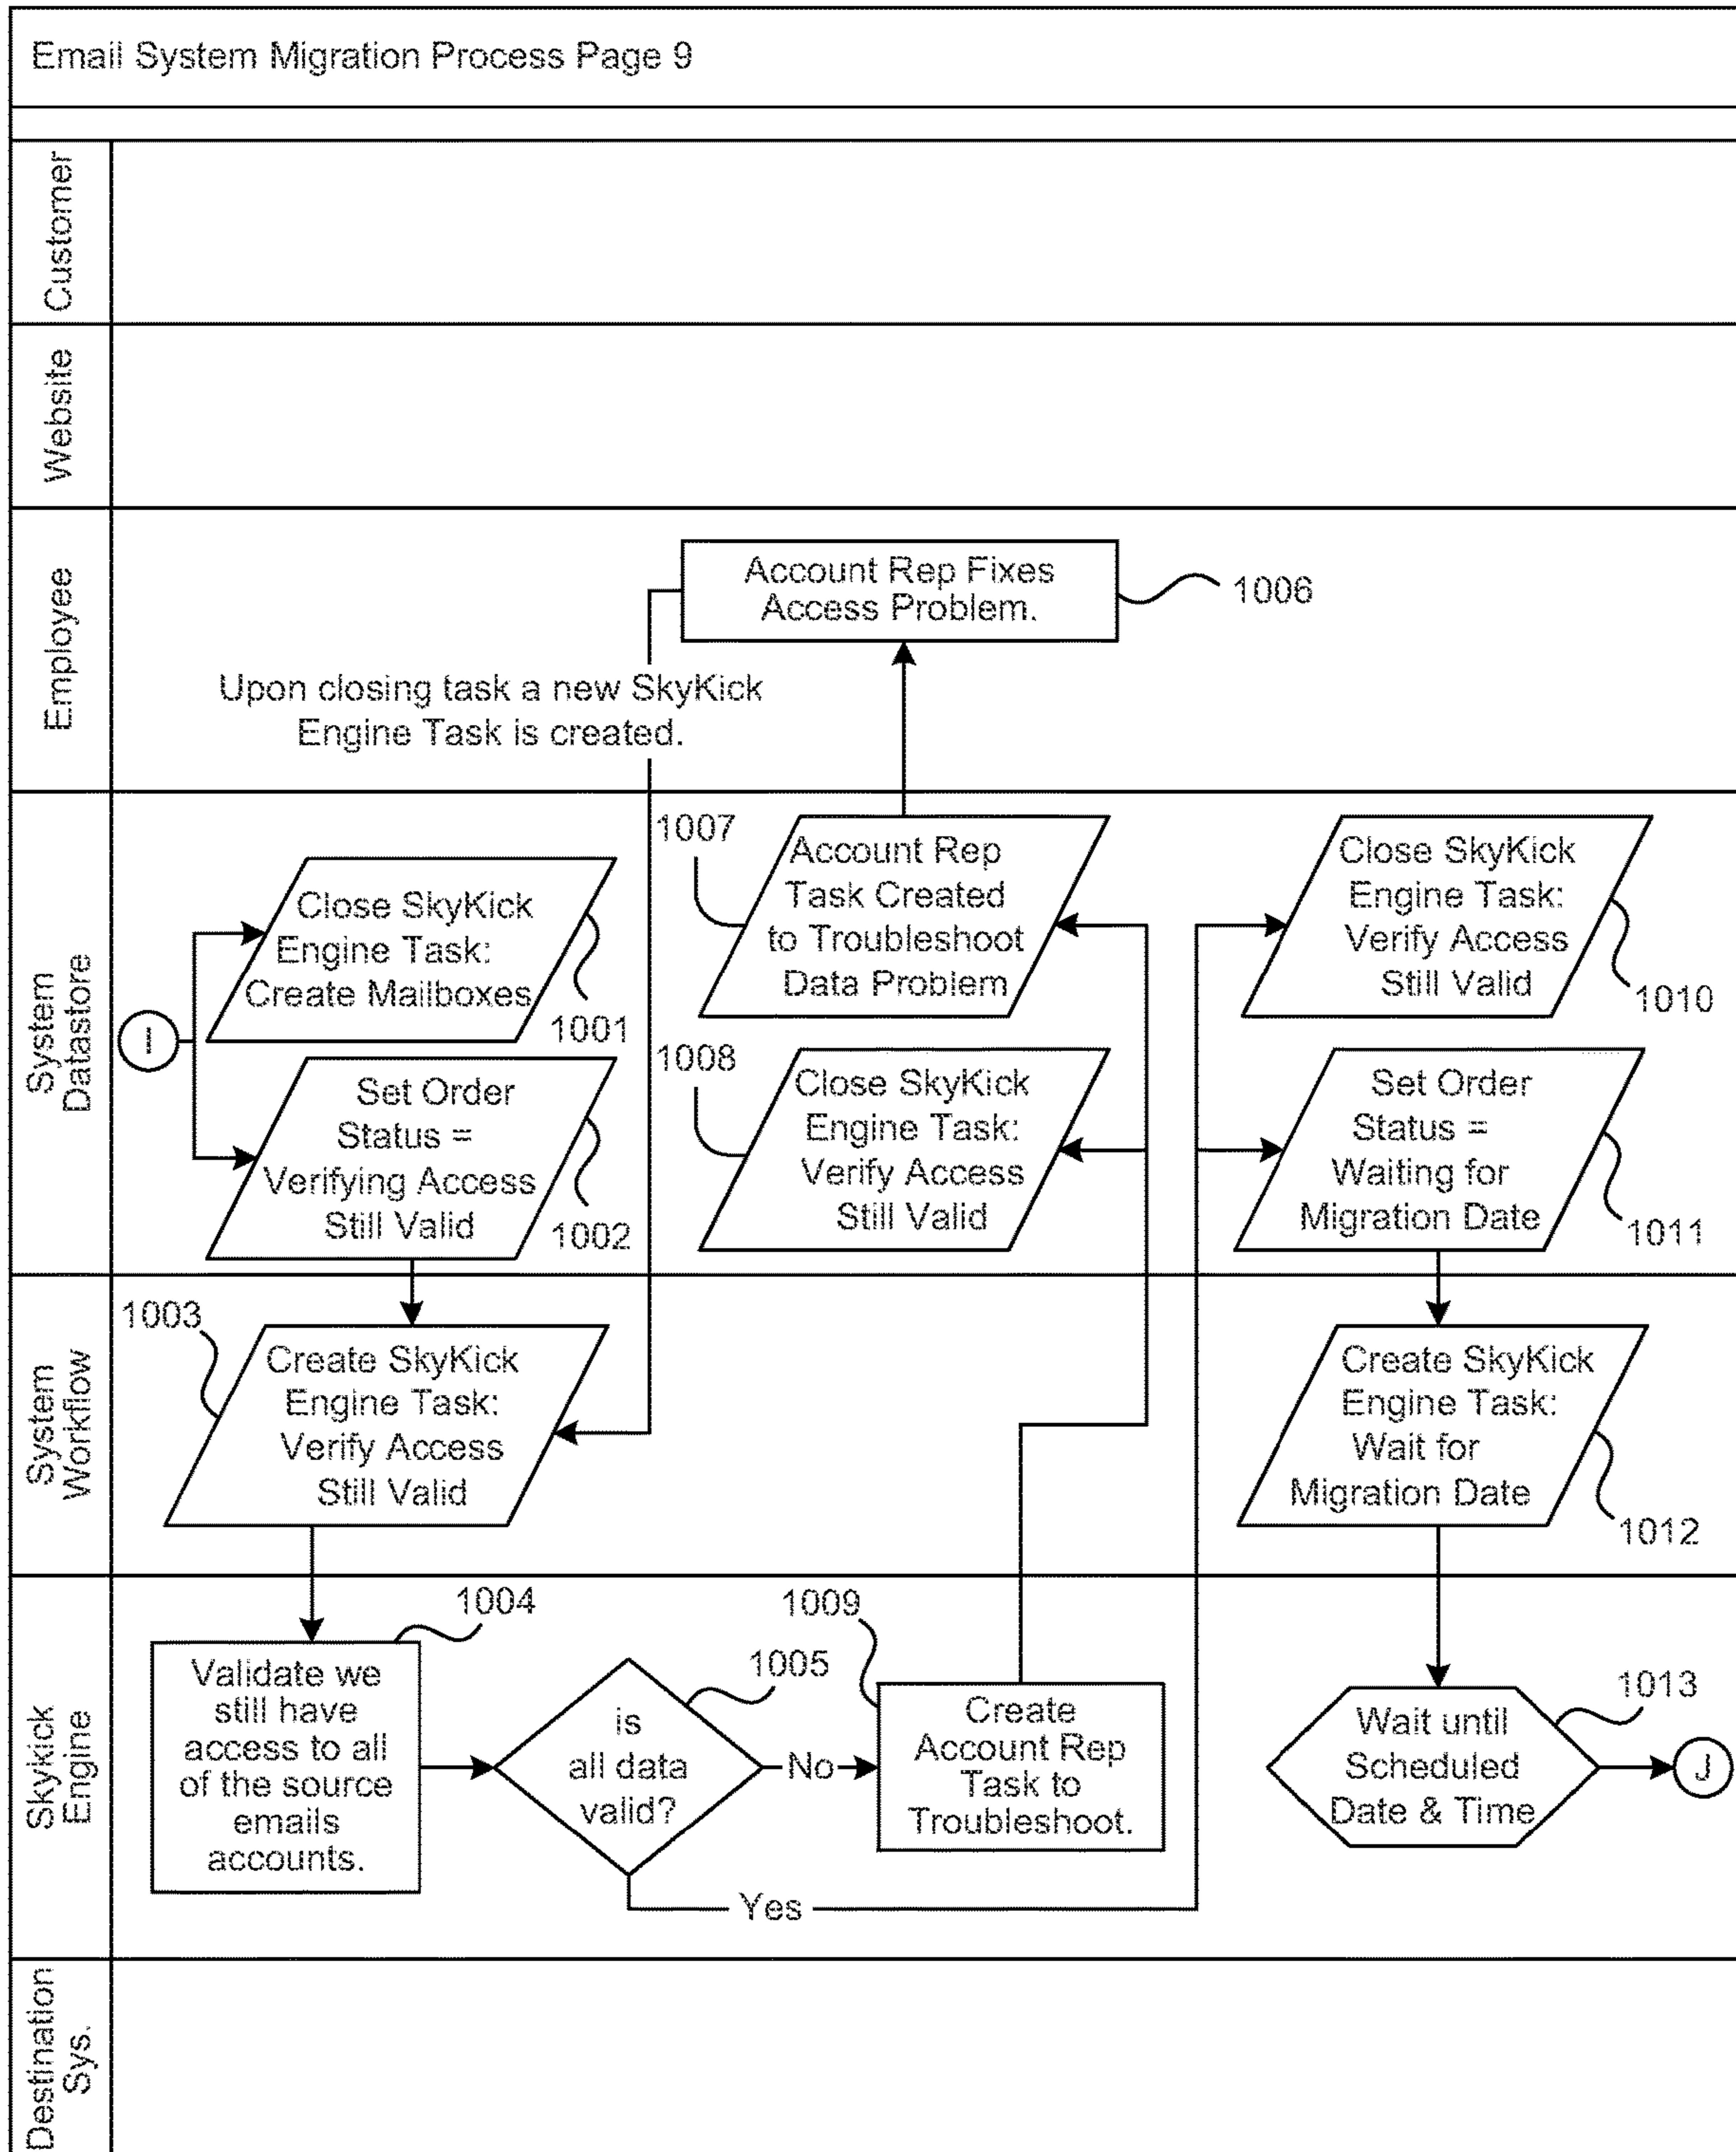 Email System Migration Process Page 9
Customer
Website
Employee
Account Rep Fixes
Access Problem.
1006
Upon closing task a new SkyKick
Engine Task is created.
System
Datastore
I
Close SkyKick
Engine Task:
Create Mailboxes
1001
Set Order
Status =
Verifying Access
Still Valid
1002
1007
Account Rep
Task Created
to Troubleshoot
Data Problem
1008
Close SkyKick
Engine Task:
Verify Access
Still Valid
Close SkyKick
Engine Task:
Verify Access
Still Valid
1010
Set Order
Status =
Waiting for
Migration Date
1011
System
Workflow
1003
Create SkyKick
Engine Task:
Verify Access
Still Valid
Create SkyKick
Engine Task:
Wait for
Migration Date
1012
Skykick
Engine
1004
Validate we
still have
access to all
of the source
emails
accounts.
1005
is
all data
valid?
No
Yes
1009
Create
Account Rep
Task to
Troubleshoot.
1013
Wait until
Scheduled
Date & Time
J
Destination
Sys.